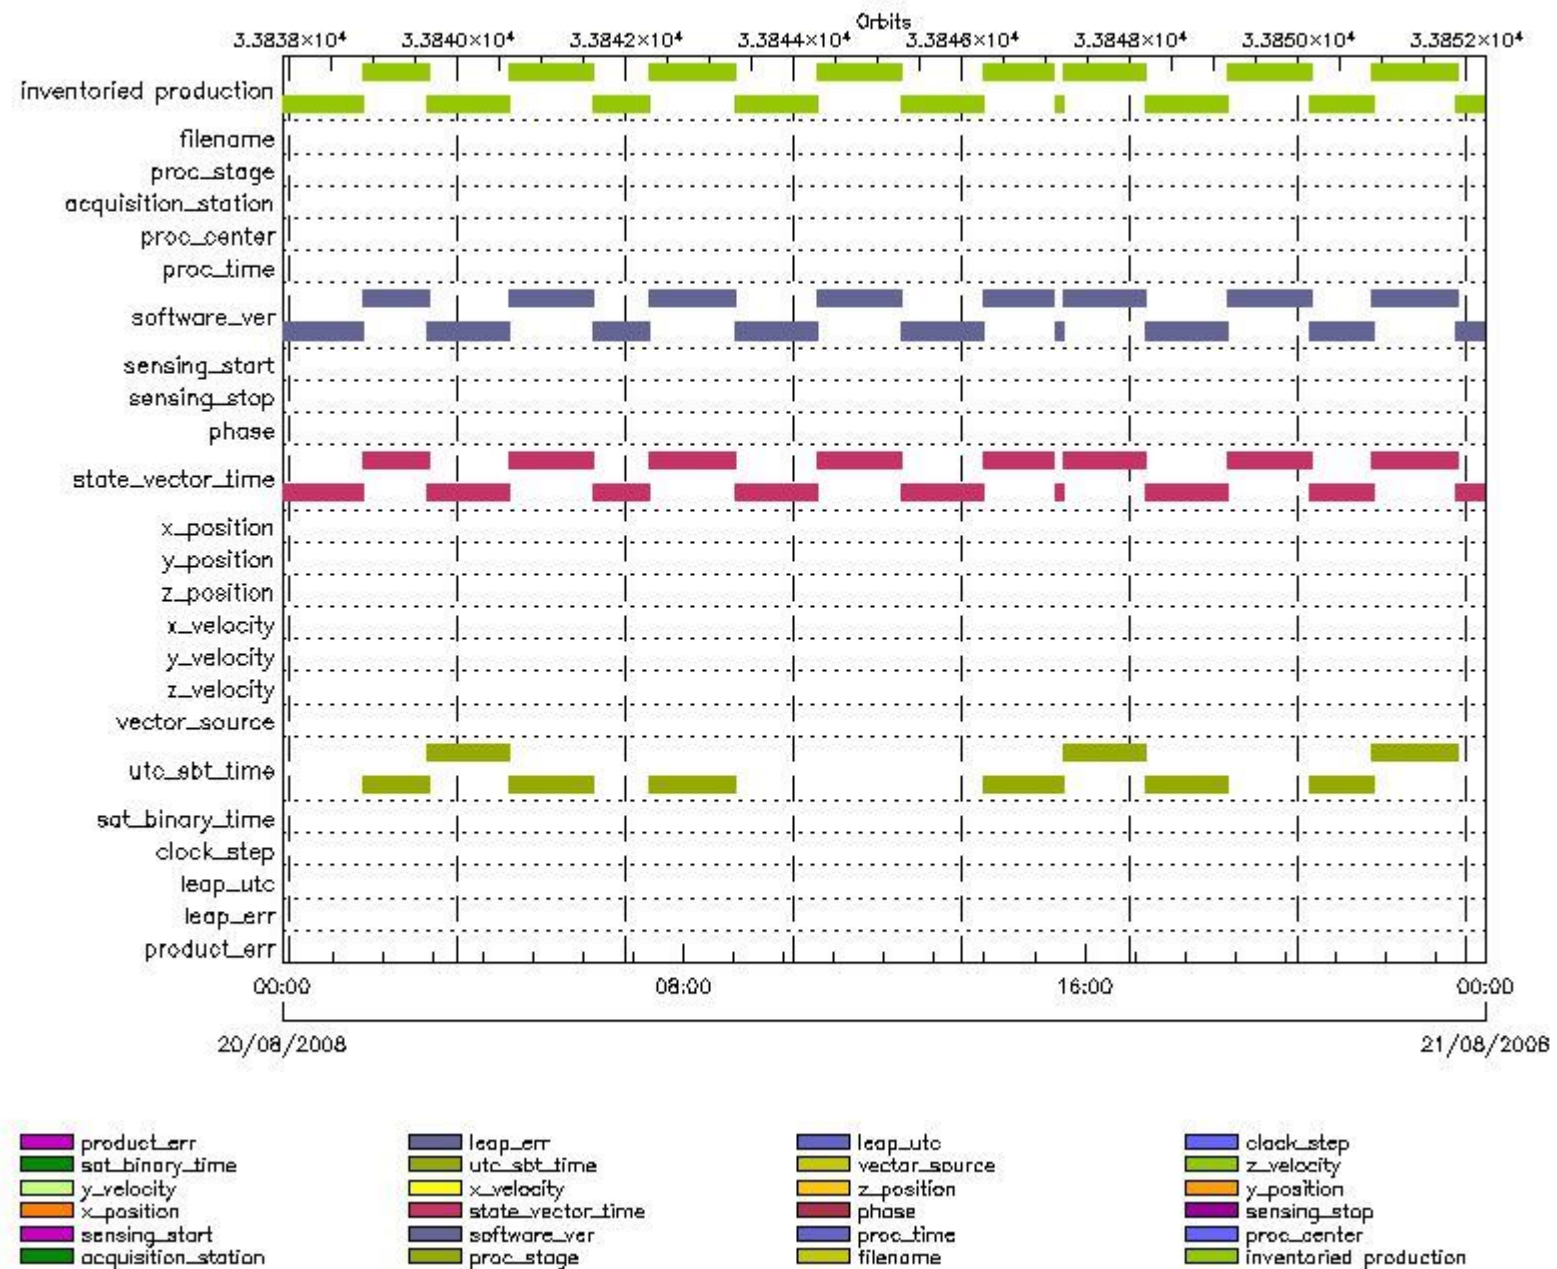 Orbits
3.3838×10⁴ 3.3840×10⁴ 3.3842×10⁴ 3.3844×10⁴ 3.3846×10⁴ 3.3848×10⁴ 3.3850×10⁴ 3.3852×10⁴
inventoried production
filename
proc_stage
acquisition_station
proc_center
proc_time
software_ver
sensing_start
sensing_stop
phase
state_vector_time
x_position
y_position
z_position
x_velocity
y_velocity
z_velocity
vector_source
utc_sbt_time
sat_binary_time
clock_step
leap_utc
leap_err
product_err
00:00 08:00 16:00 00:00
20/08/2008 21/08/2008
product_err leap_err leap_utc clock_step
sat_binary_time utc_sbt_time vector_source z_velocity
y_velocity x_velocity z_position y_position
x_position state_vector_time phase sensing_stop
sensing_start software_ver proc_time proc_center
acquisition_station proc_stage filename inventoried production